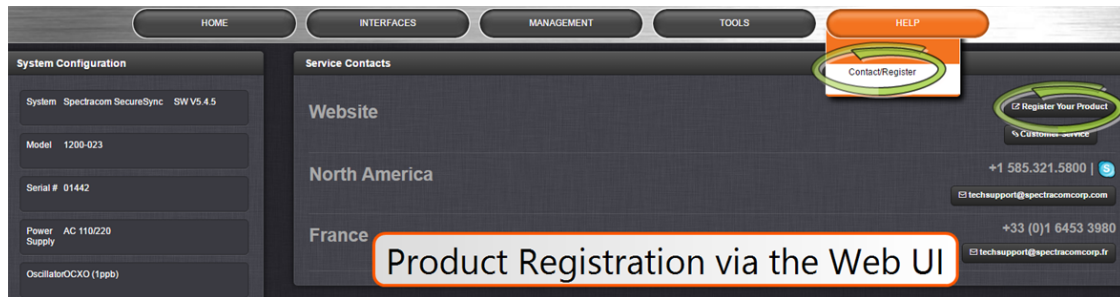 HOME INTERFACES MANAGEMENT TOOLS HELP
Contact/Register
System Configuration
System Spectracom SecureSync SW V5.4.5
Model 1200-023
Serial # 01442
Power Supply AC 110/220
OscillatorOCXO (1ppb)
Service Contacts
Website
Register Your Product
Customer Service
North America
+1 585.321.5800 |
techsupport@spectracomcorp.com
France
+33 (0)1 6453 3980
techsupport@spectracomcorp.fr
Product Registration via the Web UI